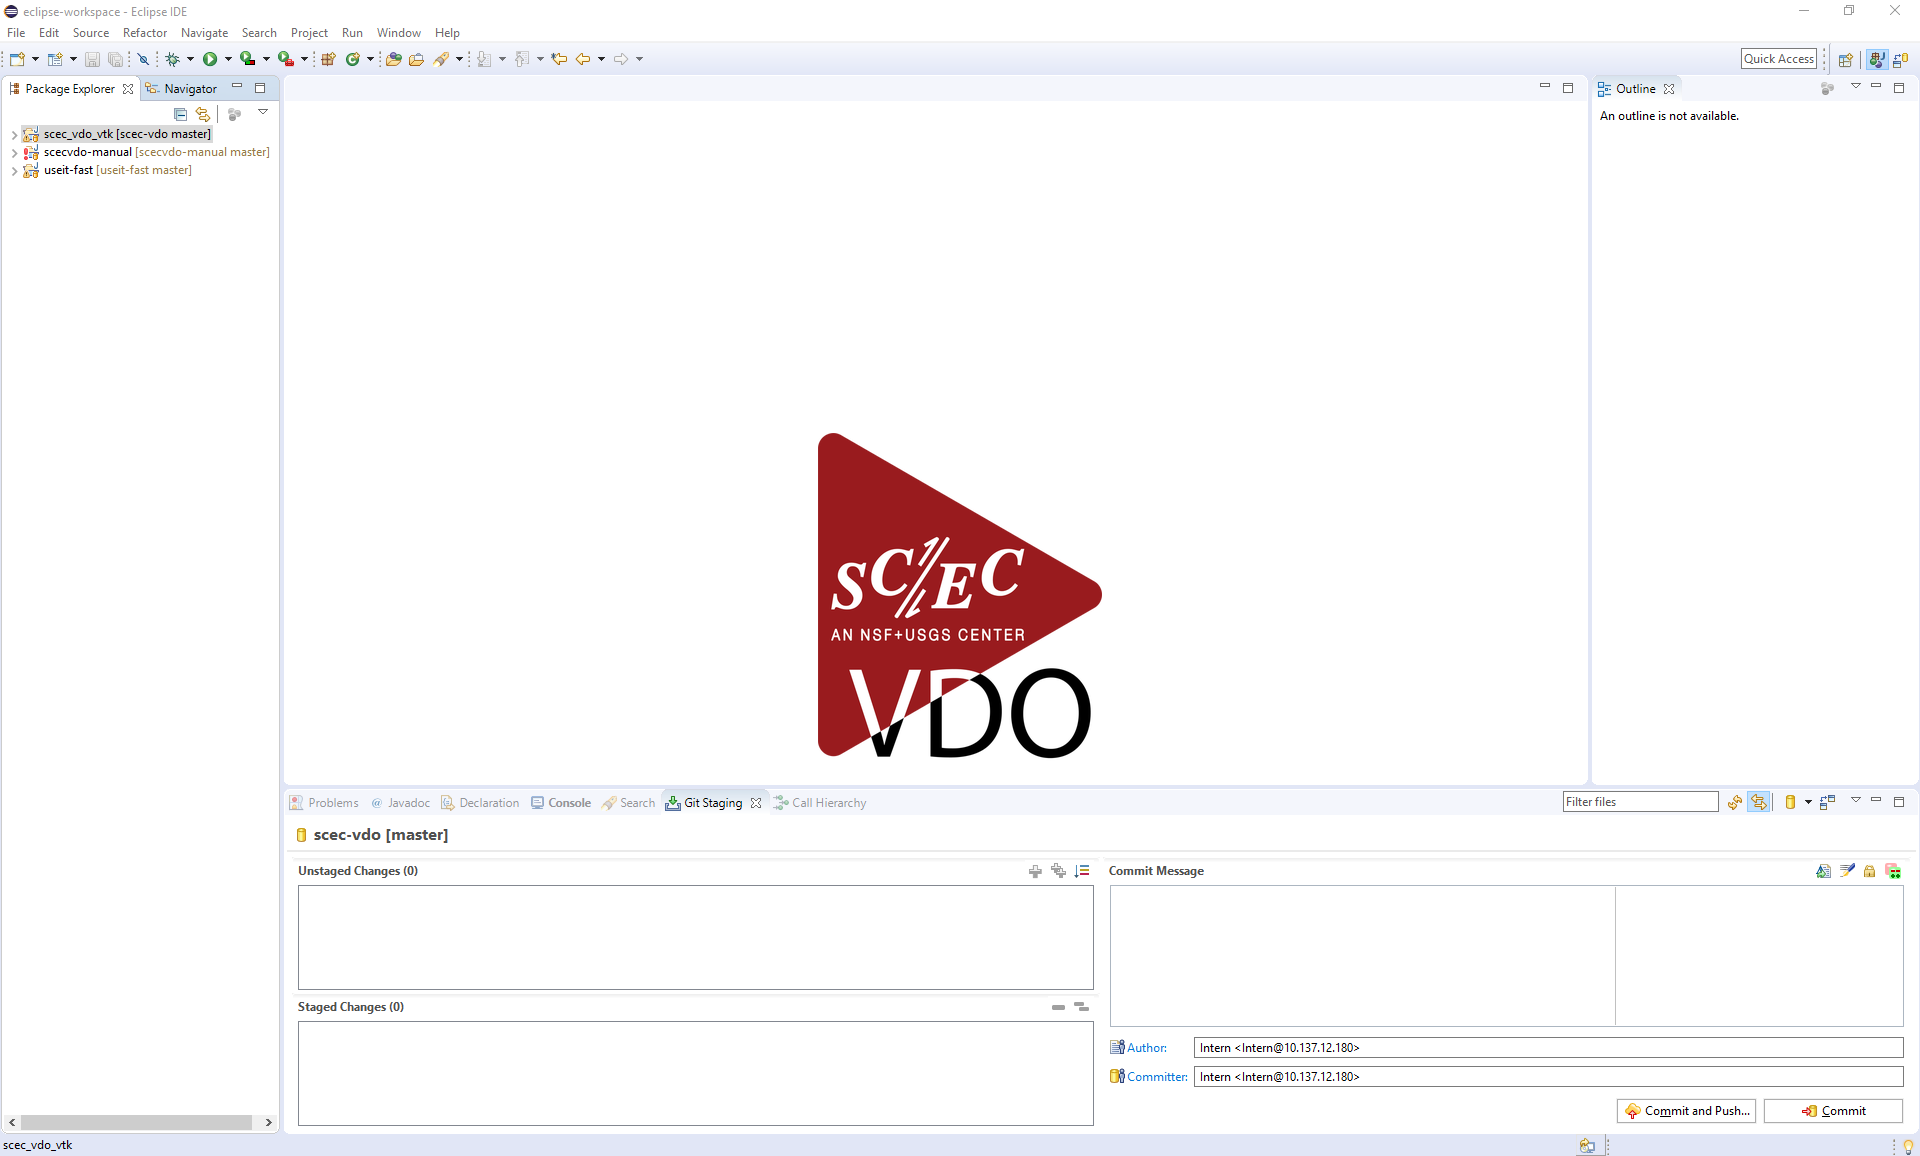 eclipse-workspace - Eclipse IDE
File Edit Source Refactor Navigate Search Project Run Window Help
Quick Access
Package Explorer Navigator
Outline
An outline is not available.
scec_vdo_vtk [scec-vdo master]
scecvdo-manual [scecvdo-manual master]
useit-fast [useit-fast master]
SC//EC
AN NSF+USGS CENTER
VDO
Problems @ Javadoc Declaration Console Search Git Staging Call Hierarchy
Filter files
scec-vdo [master]
Unstaged Changes (0)
Commit Message
Staged Changes (0)
Author: Intern <Intern@10.137.12.180>
Committer: Intern <Intern@10.137.12.180>
Commit and Push... Commit
scec_vdo_vtk